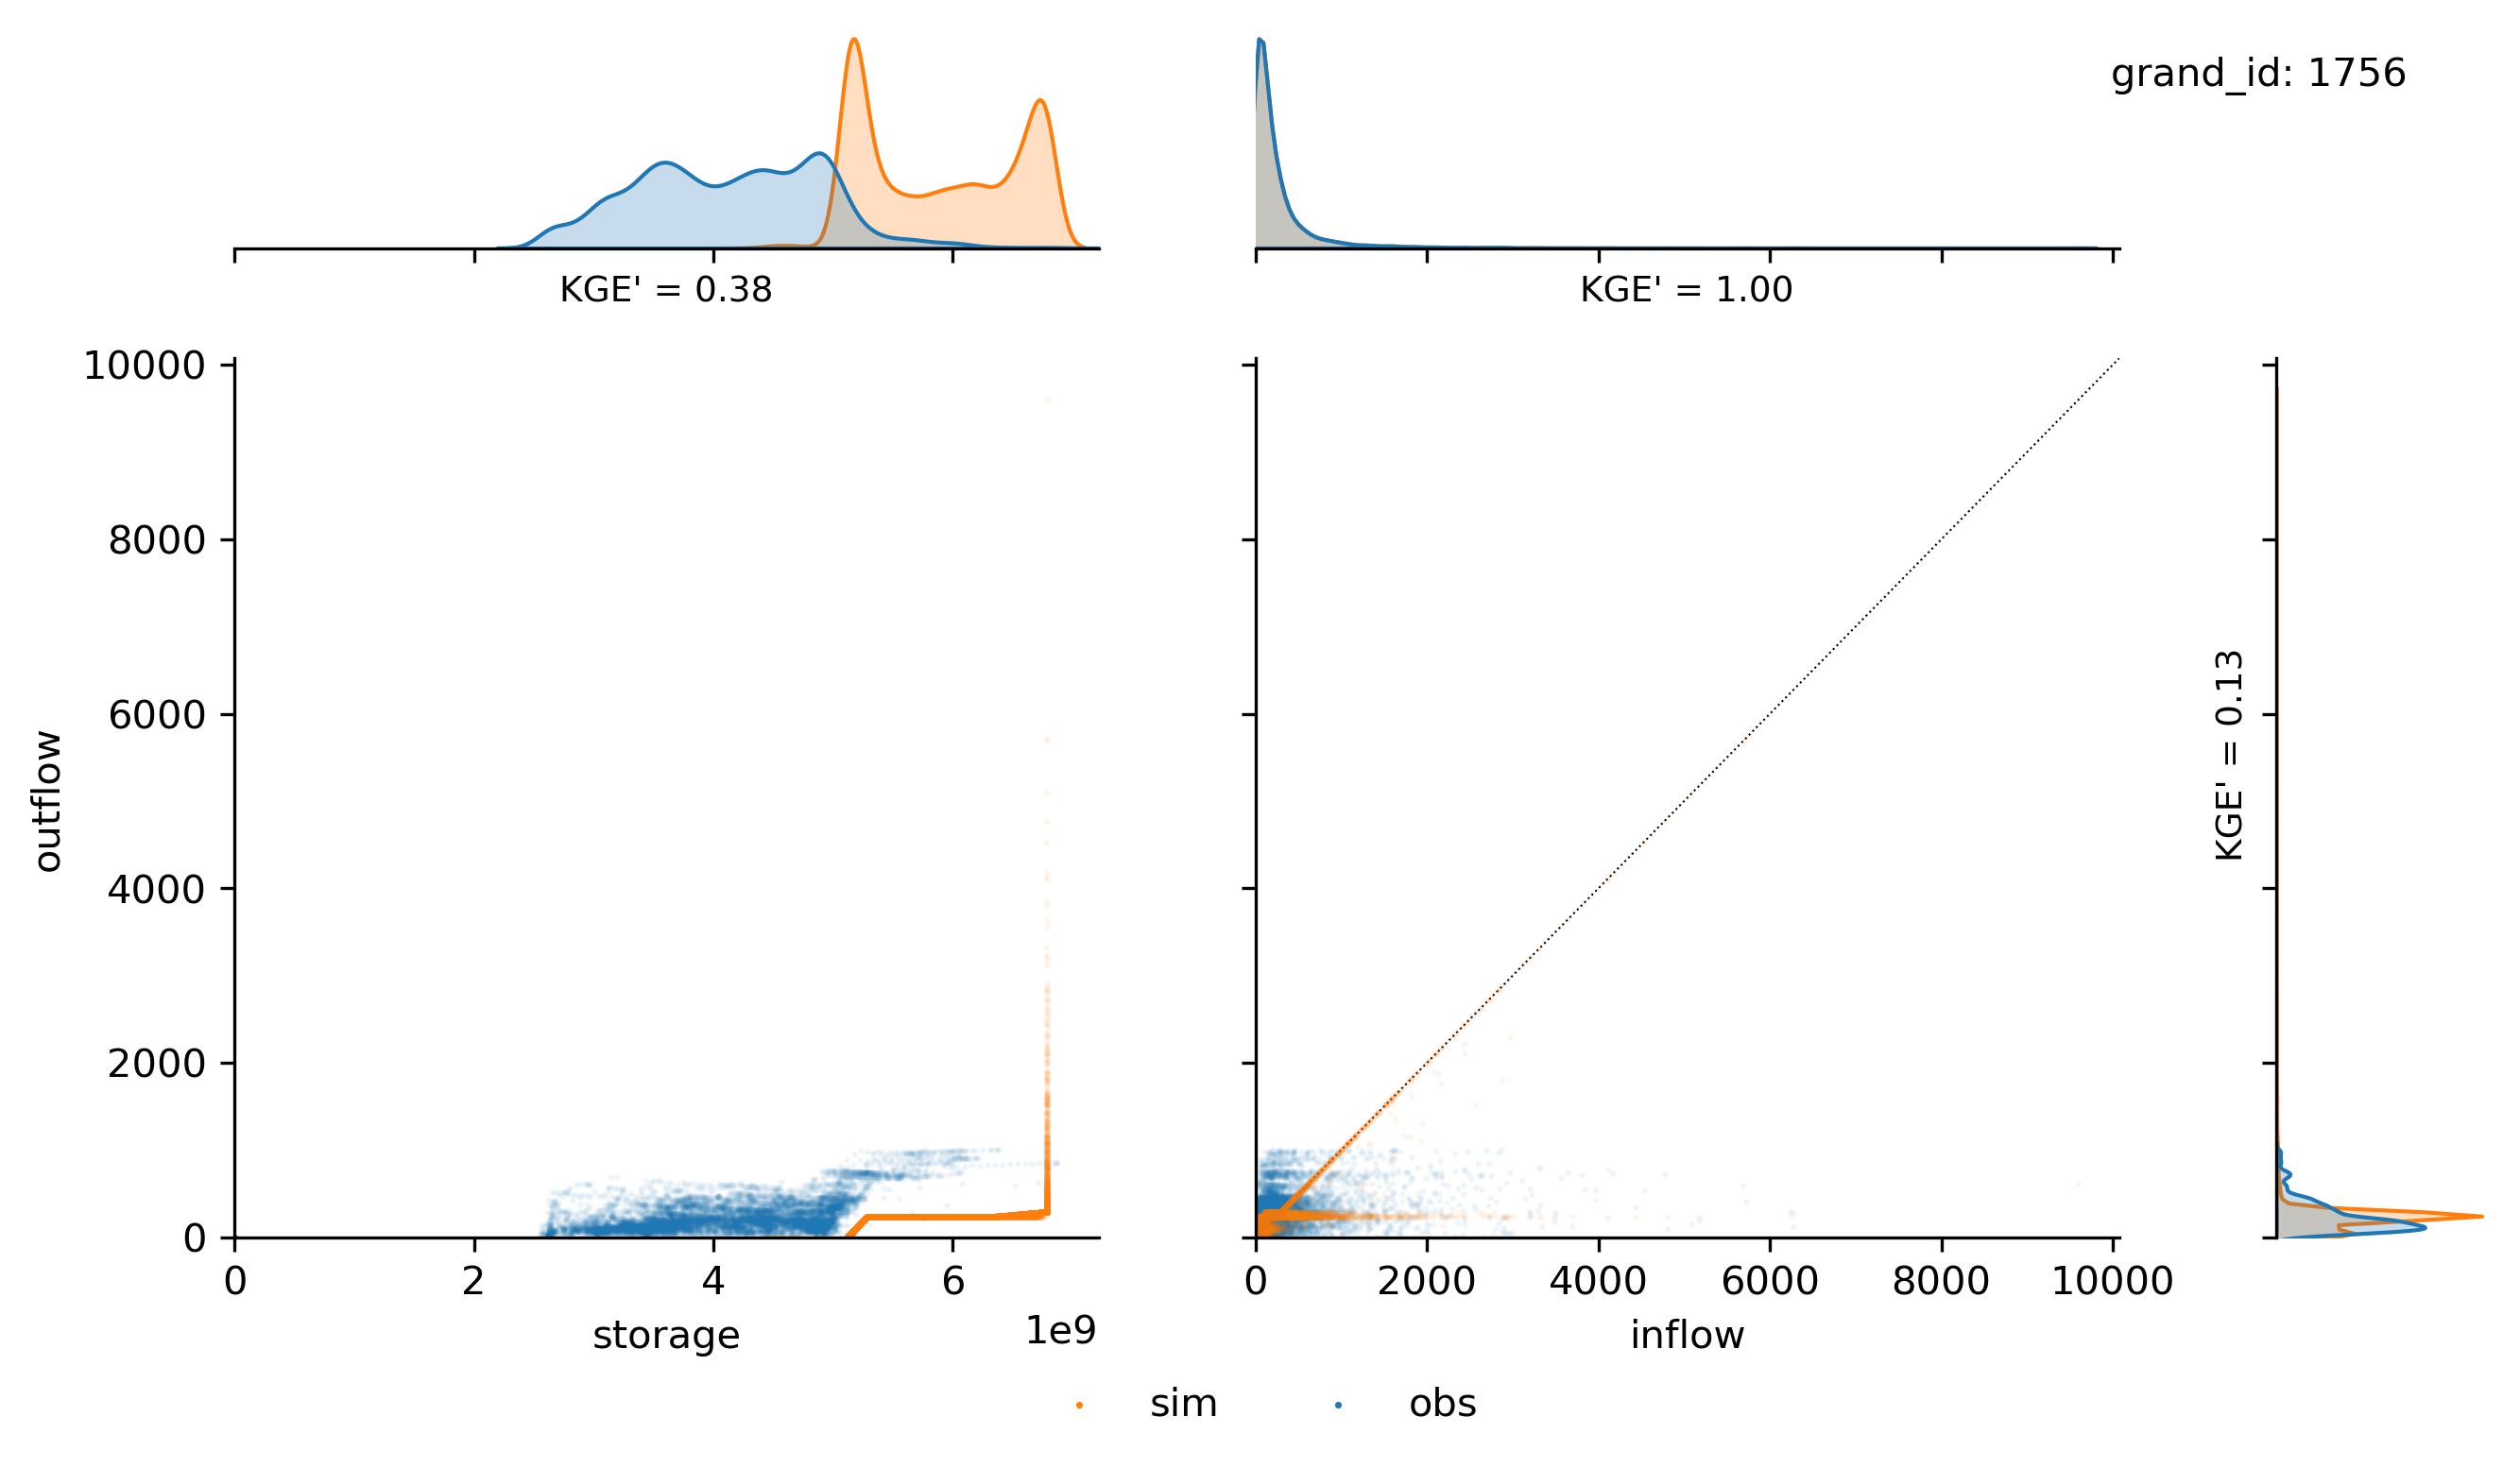 grand_id: 1756
KGE' = 0.38
KGE' = 1.00
10000
8000
6000
4000
2000
0
outflow
KGE' = 0.13
0 2 4 6
0 2000 4000 6000 8000 10000
storage
1e9
inflow
sim obs